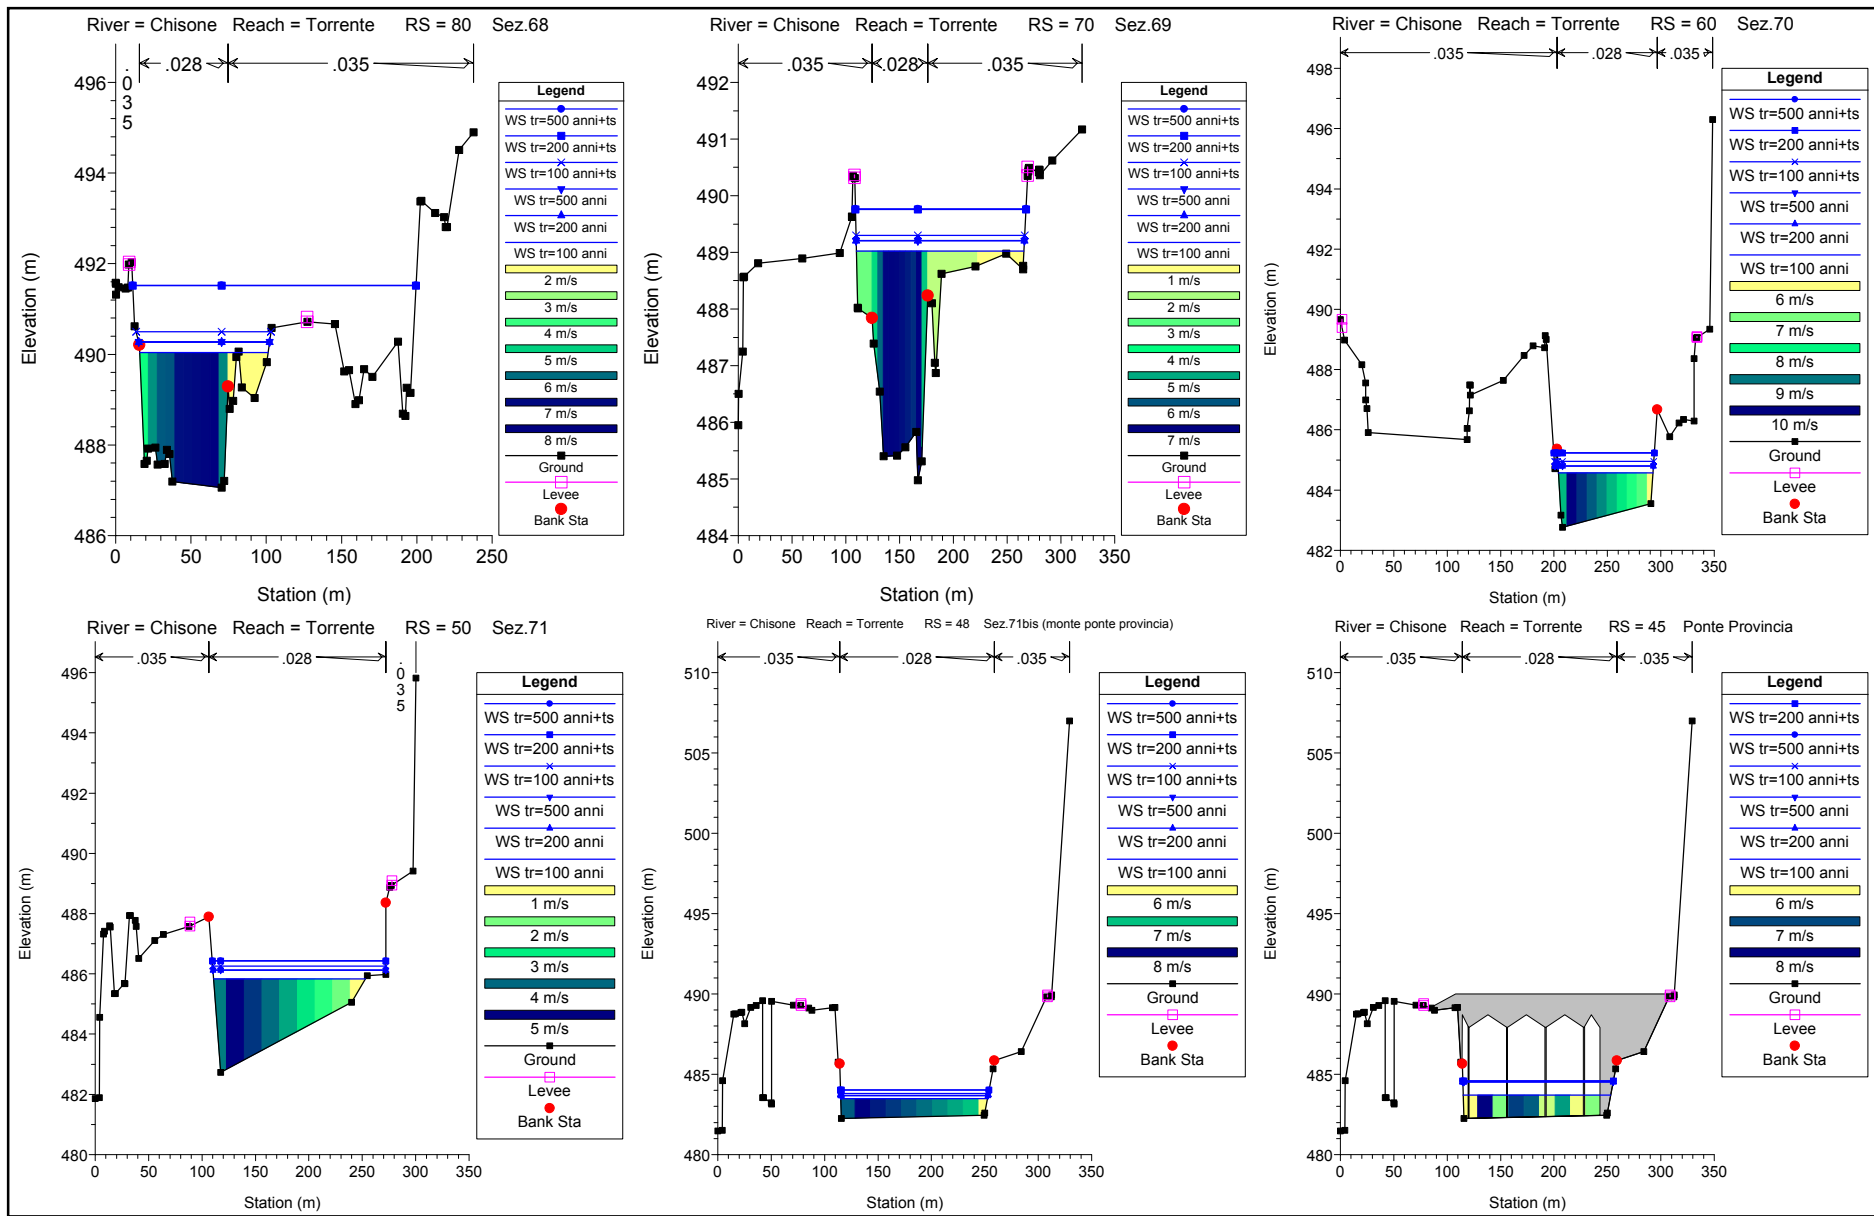 River = Chisone Reach = Torrente RS = 80 Sez.68
.035
.028
.035
Elevation (m)
496
494
492
490
488
486
0 50 100 150 200 250
Station (m)
Legend
WS tr=500 anni+ts
WS tr=200 anni+ts
WS tr=100 anni+ts
WS tr=500 anni
WS tr=200 anni
WS tr=100 anni
2 m/s
3 m/s
4 m/s
5 m/s
6 m/s
7 m/s
8 m/s
Ground
Levee
Bank Sta
River = Chisone Reach = Torrente RS = 70 Sez.69
.035
.028
.035
Elevation (m)
492
491
490
489
488
487
486
485
484
0 50 100 150 200 250 300 350
Station (m)
Legend
WS tr=500 anni+ts
WS tr=200 anni+ts
WS tr=100 anni+ts
WS tr=500 anni
WS tr=200 anni
WS tr=100 anni
1 m/s
2 m/s
3 m/s
4 m/s
5 m/s
6 m/s
7 m/s
Ground
Levee
Bank Sta
River = Chisone Reach = Torrente RS = 60 Sez.70
.035
.028
.035
Elevation (m)
498
496
494
492
490
488
486
484
482
0 50 100 150 200 250 300 350
Station (m)
Legend
WS tr=500 anni+ts
WS tr=200 anni+ts
WS tr=100 anni+ts
WS tr=500 anni
WS tr=200 anni
WS tr=100 anni
6 m/s
7 m/s
8 m/s
9 m/s
10 m/s
Ground
Levee
Bank Sta
River = Chisone Reach = Torrente RS = 50 Sez.71
.035
.028
.035
Elevation (m)
496
494
492
490
488
486
484
482
480
0 50 100 150 200 250 300 350
Station (m)
Legend
WS tr=500 anni+ts
WS tr=200 anni+ts
WS tr=100 anni+ts
WS tr=500 anni
WS tr=200 anni
WS tr=100 anni
1 m/s
2 m/s
3 m/s
4 m/s
5 m/s
Ground
Levee
Bank Sta
River = Chisone Reach = Torrente RS = 48 Sez.71bis (monte ponte provincia)
.035
.028
.035
Elevation (m)
510
505
500
495
490
485
480
0 50 100 150 200 250 300 350
Station (m)
Legend
WS tr=500 anni+ts
WS tr=200 anni+ts
WS tr=100 anni+ts
WS tr=500 anni
WS tr=200 anni
WS tr=100 anni
6 m/s
7 m/s
8 m/s
Ground
Levee
Bank Sta
River = Chisone Reach = Torrente RS = 45 Ponte Provincia
.035
.028
.035
Elevation (m)
510
505
500
495
490
485
480
0 50 100 150 200 250 300 350
Station (m)
Legend
WS tr=200 anni+ts
WS tr=500 anni+ts
WS tr=100 anni+ts
WS tr=500 anni
WS tr=200 anni
WS tr=100 anni
6 m/s
7 m/s
8 m/s
Ground
Levee
Bank Sta